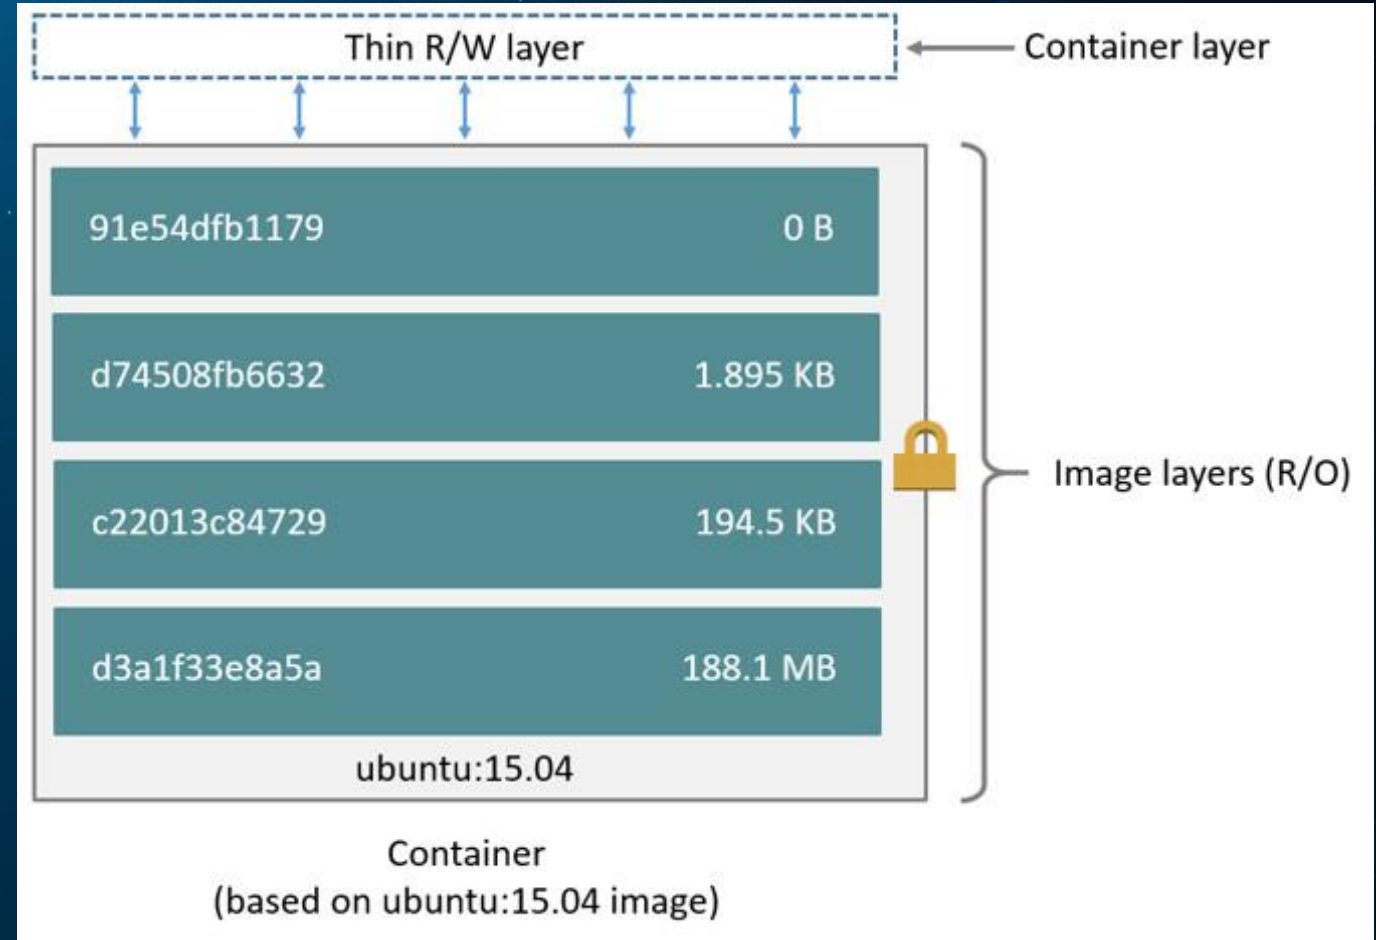 Thin R/W layer
Container layer
91e54dfb1179 0 B
d74508fb6632 1.895 KB
c22013c84729 194.5 KB
Image layers (R/O)
d3a1f33e8a5a 188.1 MB
ubuntu:15.04
Container
(based on ubuntu:15.04 image)